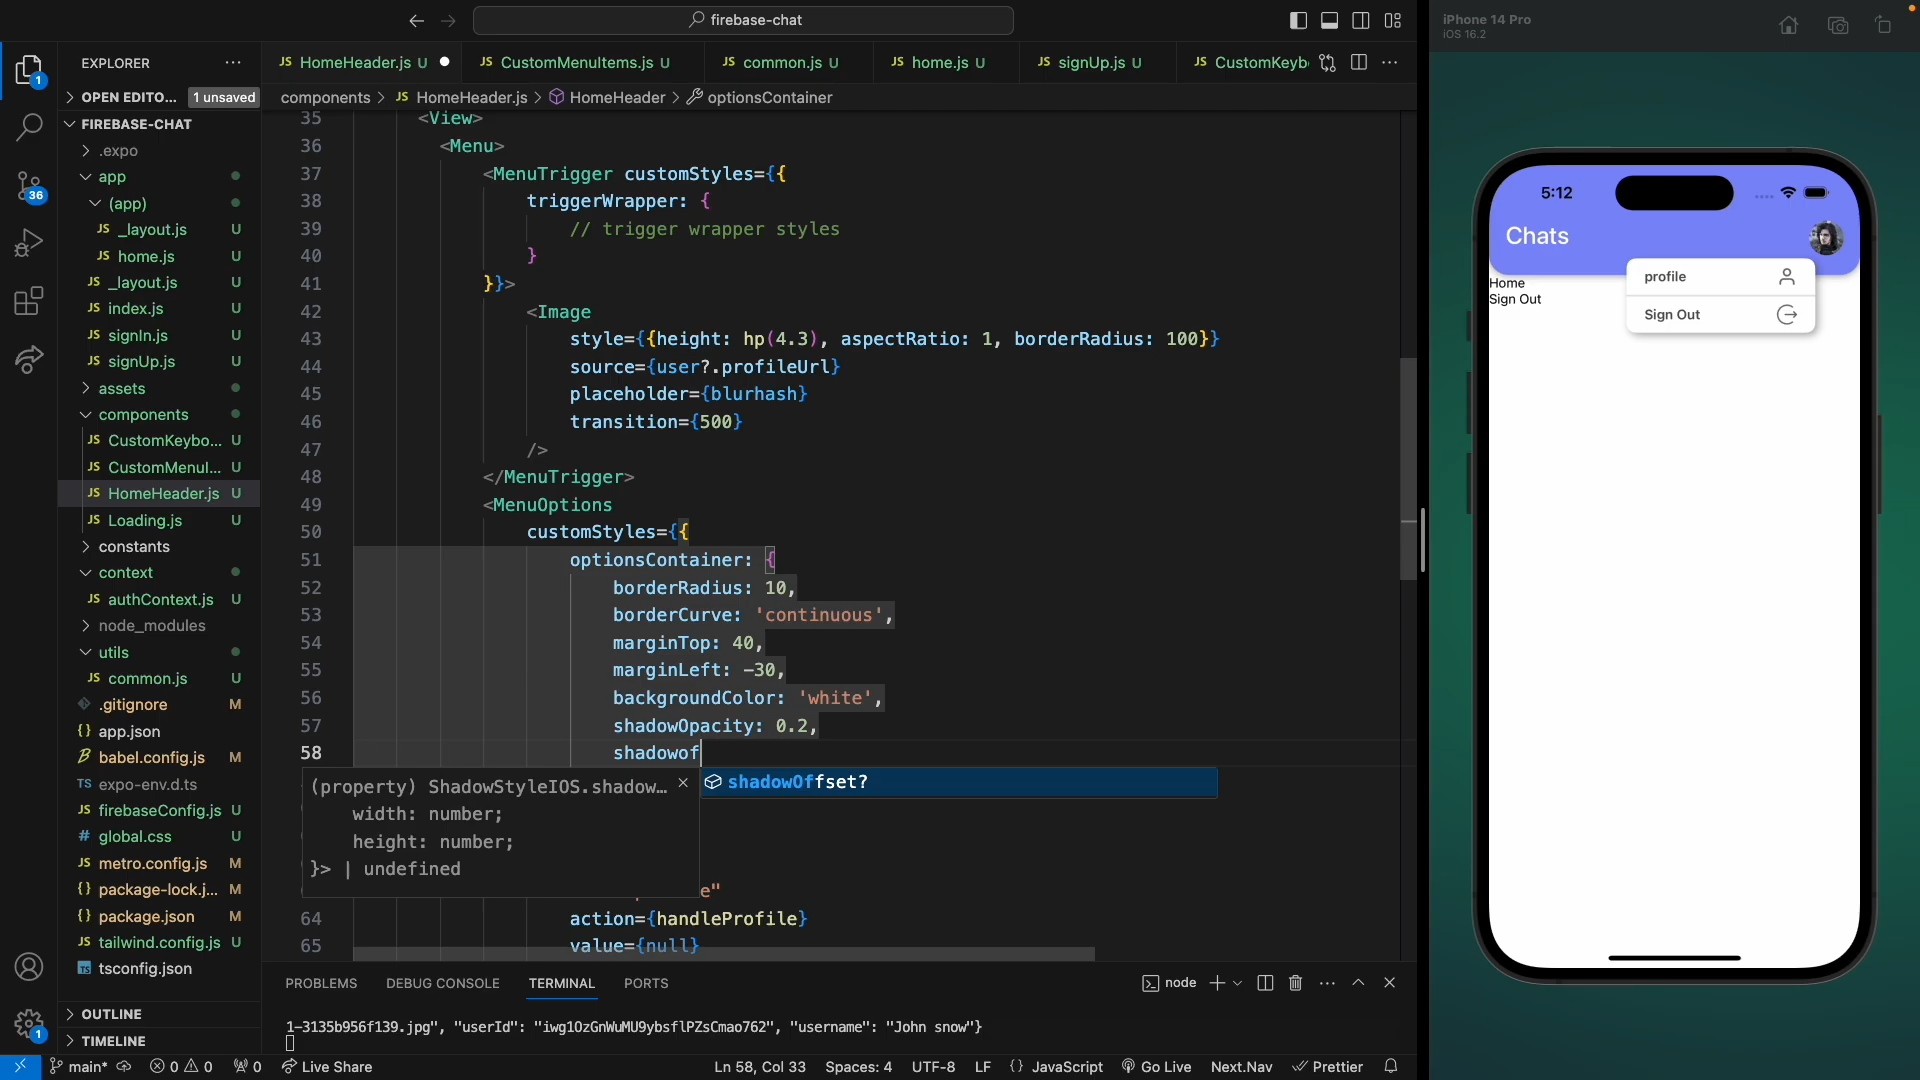 firebase-chat
iPhone 14 Pro
iOS 16.2
1
EXPLORER
JS HomeHeader.js U
JS CustomMenuItems.js U
JS common.js U
JS home.js U
JS signUp.js U
JS CustomKeyb
OPEN EDITO... 1 unsaved
components > JS HomeHeader.js > HomeHeader > optionsContainer
FIREBASE-CHAT
.expo
app
(app)
JS _layout.js U
JS home.js U
JS _layout.js U
JS index.js U
JS signIn.js U
JS signUp.js U
assets
components
JS CustomKeybo... U
JS CustomMenuI... U
JS HomeHeader.js U
JS Loading.js U
constants
context
JS authContext.js U
node_modules
utils
JS common.js U
.gitignore M
{} app.json
babel.config.js M
TS expo-env.d.ts
JS firebaseConfig.js U
# global.css U
JS metro.config.js M
{} package-lock.j... M
{} package.json M
JS tailwind.config.js U
TS tsconfig.json
OUTLINE
TIMELINE
36
1
35 <View>
36 <Menu>
37 <MenuTrigger customStyles={{
38 triggerWrapper: {
39 // trigger wrapper styles
40 }
41 }}>
42 <Image
43 style={{height: hp(4.3), aspectRatio: 1, borderRadius: 100}}
44 source={user?.profileUrl}
45 placeholder={blurhash}
46 transition={500}
47 />
48 </MenuTrigger>
49 <MenuOptions
50 customStyles={{
51 optionsContainer: {
52 borderRadius: 10,
53 borderCurve: 'continuous',
54 marginTop: 40,
55 marginLeft: -30,
56 backgroundColor: 'white',
57 shadowOpacity: 0.2,
58 shadowof
(property) ShadowStyleIOS.shadow...
width: number;
height: number;
}> | undefined
shadowOffset?
e"
64 action={handleProfile}
65 value={null}
PROBLEMS DEBUG CONSOLE TERMINAL PORTS
node
1-3135b956f139.jpg", "userId": "iwg1OzGnWuMU9ybsflPZsCmao762", "username": "John snow"}
main* 0 0 0 Live Share
Ln 58, Col 33 Spaces: 4 UTF-8 LF {} JavaScript Go Live Next.Nav Prettier
5:12
Chats
Home
Sign Out
profile
Sign Out